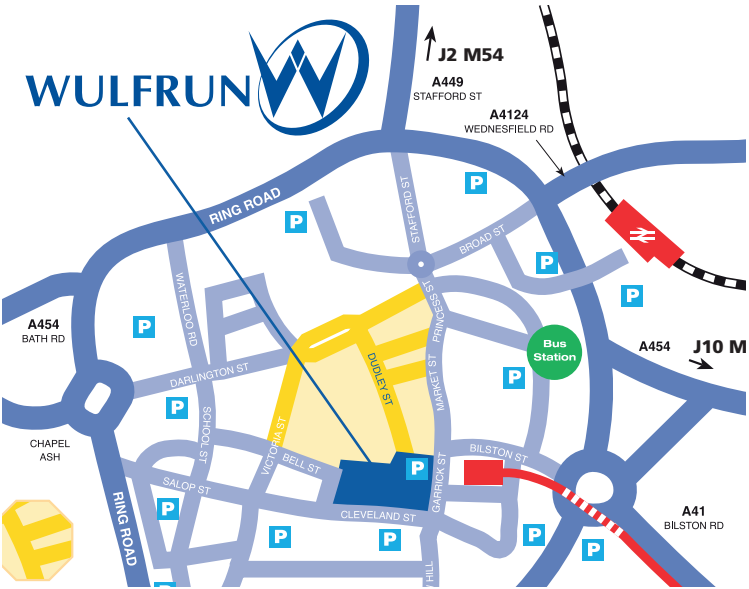 J2 M54
WULFRUN
A449
STAFFORD ST
A4124
WEDNESFIELD RD
P
RING ROAD
P
STAFFORD ST
BROAD ST
P
WATERLOO RD
P
PRINCESS ST
P
A454
BATH RD
Bus
Station
A454
J10 M
DARLINGTON ST
DUDLEY ST
MARKET ST
P
P
CHAPEL
ASH
SCHOOL ST
VICTORIA ST
BELL ST
P
GARRICK ST
BILSTON ST
SALOP ST
P
RING ROAD
CLEVELAND ST
A41
BILSTON RD
P
P
P
P
HILL
P